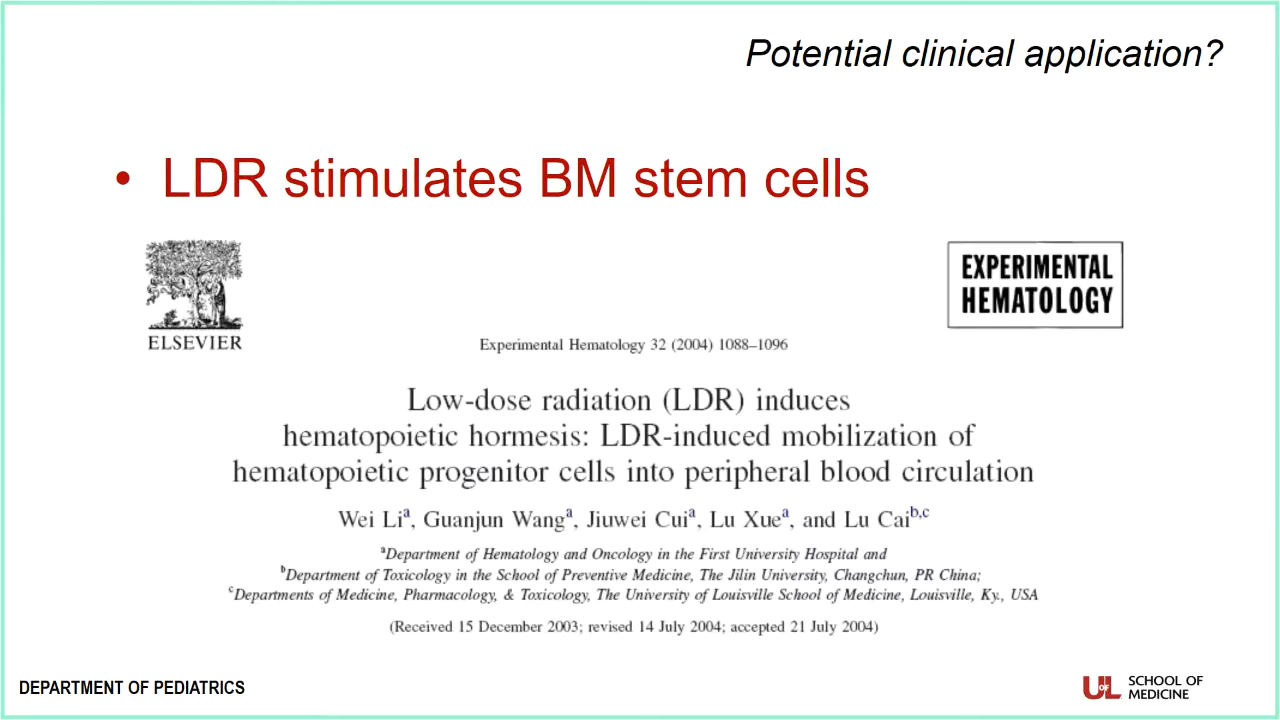 Potential clinical application?
• LDR stimulates BM stem cells
ELSEVIER
EXPERIMENTAL
HEMATOLOGY
Experimental Hematology 32 (2004) 1088–1096
Low-dose radiation (LDR) induces
hematopoietic hormesis: LDR-induced mobilization of
hematopoietic progenitor cells into peripheral blood circulation
Wei Liᵃ, Guanjun Wangᵃ, Jiuwei Cuiᵃ, Lu Xueᵃ, and Lu Caiᵇ,ᶜ
ᵃDepartment of Hematology and Oncology in the First University Hospital and
ᵇDepartment of Toxicology in the School of Preventive Medicine, The Jilin University, Changchun, PR China;
ᶜDepartments of Medicine, Pharmacology, & Toxicology, The University of Louisville School of Medicine, Louisville, Ky., USA
(Received 15 December 2003; revised 14 July 2004; accepted 21 July 2004)
DEPARTMENT OF PEDIATRICS
UOFL
SCHOOL OF
MEDICINE